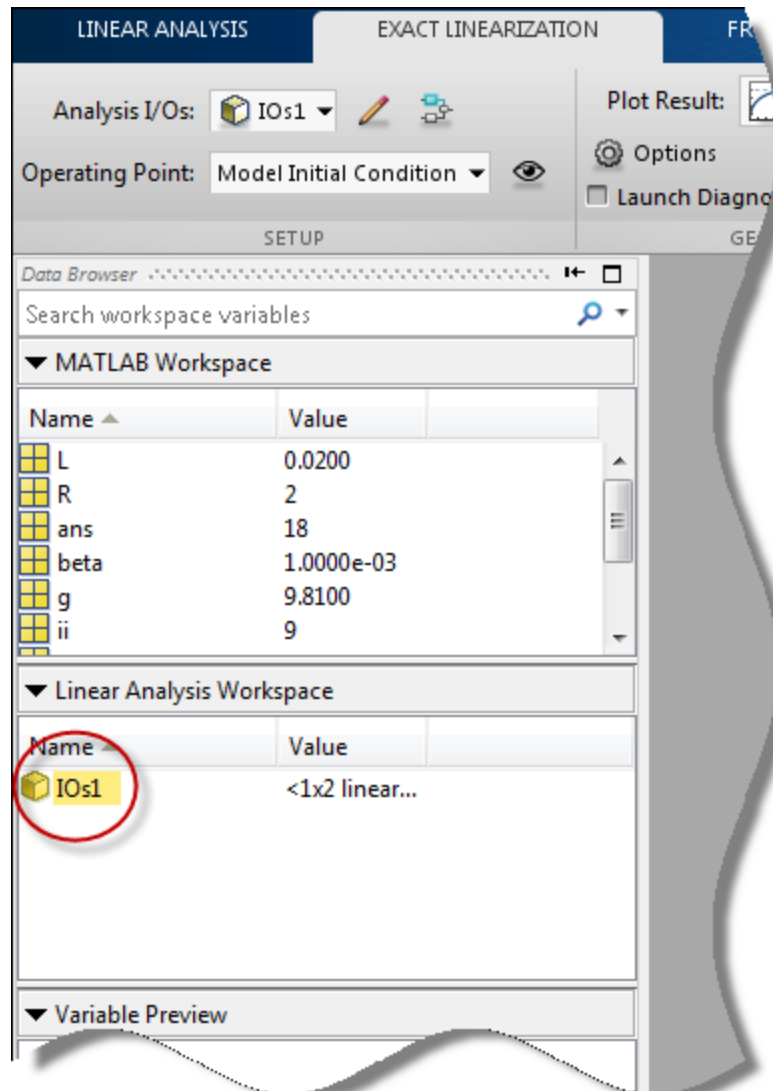 LINEAR ANALYSIS EXACT LINEARIZATION FR
Analysis I/Os: IOs1 Plot Result:
Operating Point: Model Initial Condition Options
Launch Diagno
SETUP GE
Data Browser
Search workspace variables
MATLAB Workspace
Name Value
L 0.0200
R 2
ans 18
beta 1.0000e-03
g 9.8100
ii 9
Linear Analysis Workspace
Name Value
IOs1 <1x2 linear...
Variable Preview